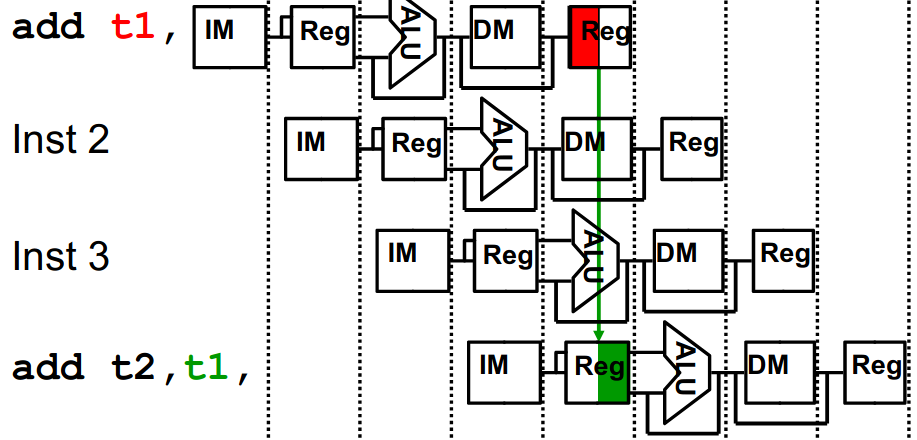 add t1, IM Reg ALU DM Reg
Inst 2 IM Reg ALU DM Reg
Inst 3 IM Reg ALU DM Reg
add t2,t1, IM Reg ALU DM Reg